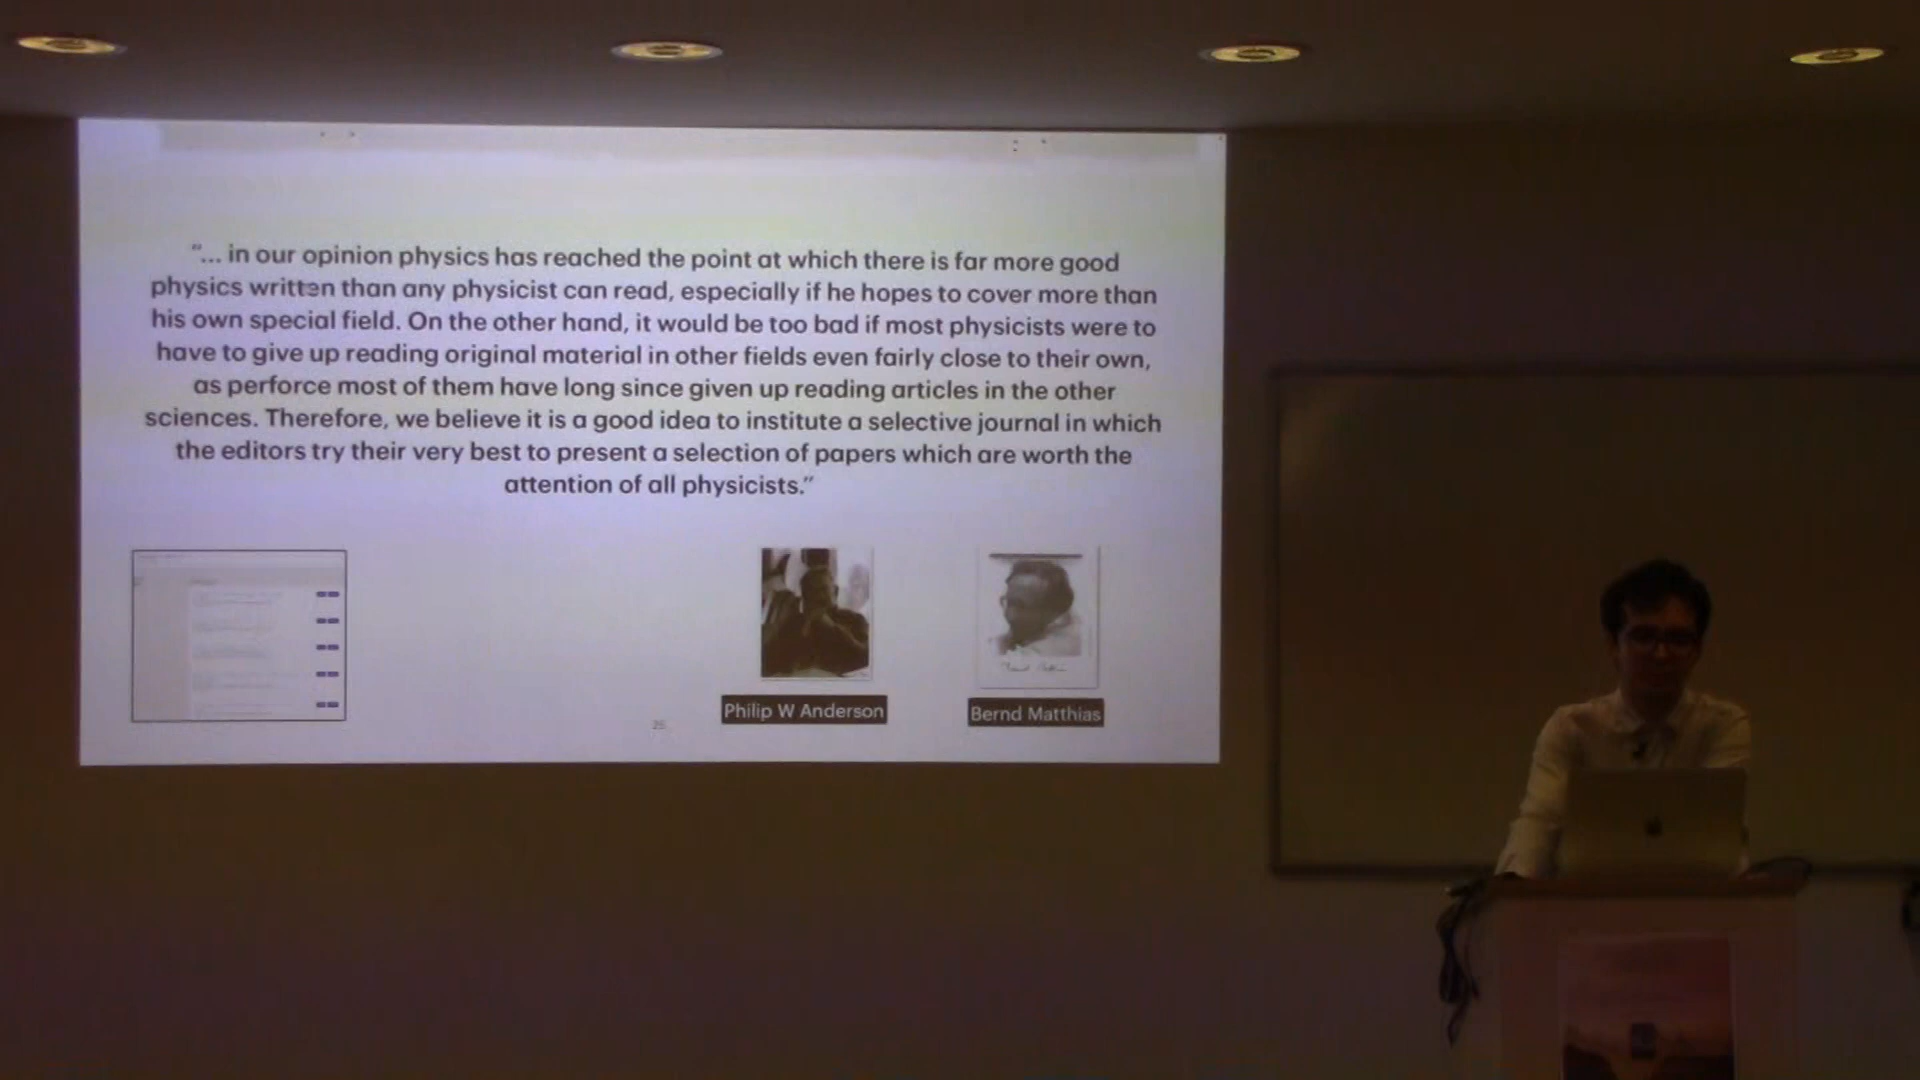 “... in our opinion physics has reached the point at which there is far more good
physics written than any physicist can read, especially if he hopes to cover more than
his own special field. On the other hand, it would be too bad if most physicists were to
have to give up reading original material in other fields even fairly close to their own,
as perforce most of them have long since given up reading articles in the other
sciences. Therefore, we believe it is a good idea to institute a selective journal in which
the editors try their very best to present a selection of papers which are worth the
attention of all physicists.”
Philip W Anderson
Bernd Matthias